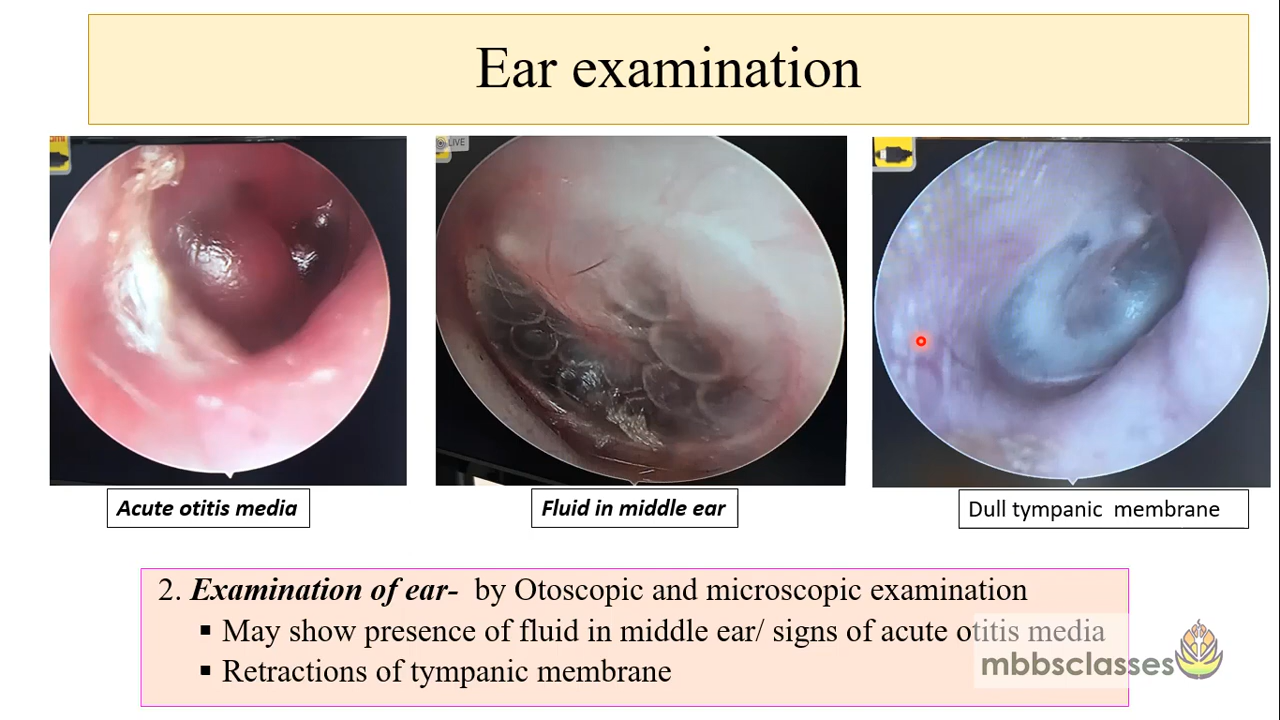 Ear examination
LIVE
Acute otitis media
Fluid in middle ear
Dull tympanic membrane
2. Examination of ear- by Otoscopic and microscopic examination
▪ May show presence of fluid in middle ear/ signs of acute otitis media
▪ Retractions of tympanic membrane
mbbsclasses